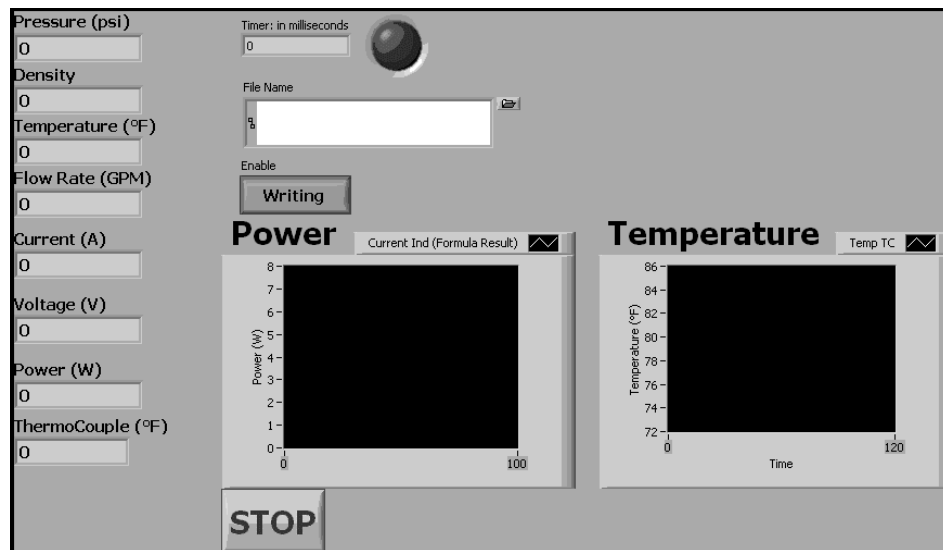 Pressure (psi)
0
Density
0
Temperature (°F)
0
Flow Rate (GPM)
0
Current (A)
0
Voltage (V)
0
Power (W)
0
ThermoCouple (°F)
0
Timer: in milliseconds
0
File Name
Enable
Writing
Power
Current Ind (Formula Result)
8
7
6
5
4
3
2
1
0
Power (W)
0
100
Temperature
Temp TC
86
84
82
80
78
76
74
72
Temperature (°F)
0
120
Time
STOP